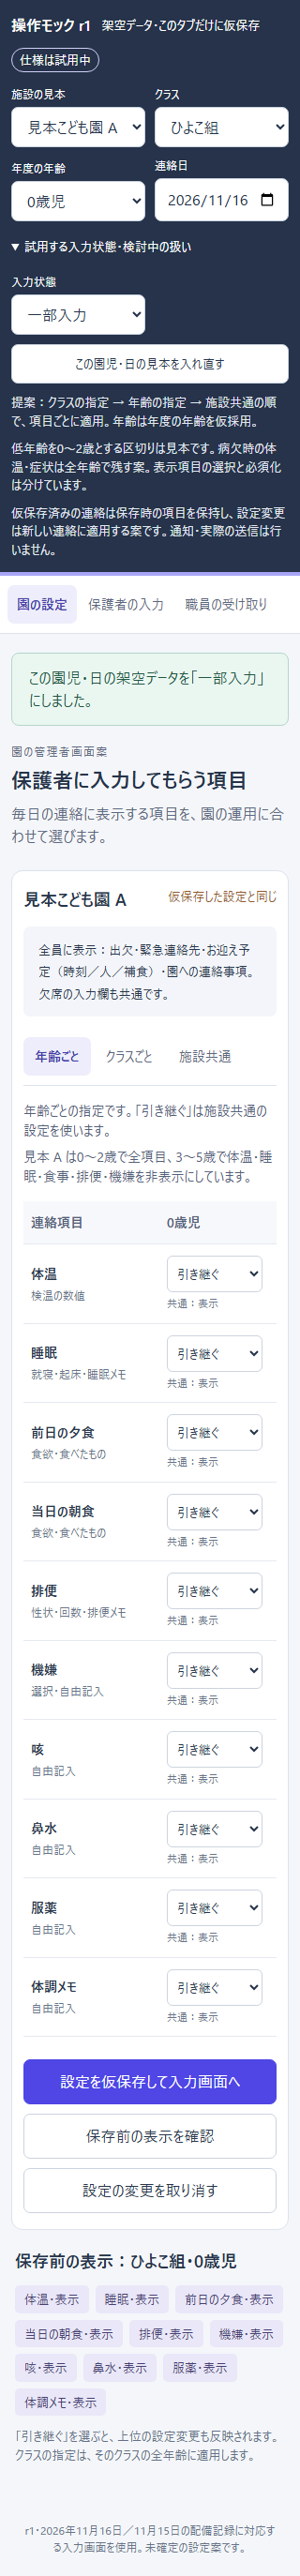 操作モック r1 架空データ・このタブだけに仮保存
仕様は試用中
施設の見本
クラス
見本こども園 A
ひよこ組
年度の年齢
連絡日
0歳児
2026/11/16
▼ 試用する入力状態・検討中の扱い
入力状態
一部入力
この園児・日の見本を入れ直す
提案：クラスの指定 → 年齢の指定 → 施設共通の順
で、項目ごとに適用。年齢は年度の年齢を仮採用。
低年齢を0〜2歳とする区切りは見本です。病欠時の体
温・症状は全年齢で残す案。表示項目の選択と必須化
は分けています。
仮保存済みの連絡は保存時の項目を保持し、設定変更
は新しい連絡に適用する案です。通知・実際の送信は行
いません。
園の設定
保護者の入力
職員の受け取り
この園児・日の架空データを「一部入力」
にしました。
園の管理者画面案
保護者に入力してもらう項目
毎日の連絡に表示する項目を、園の運用に合
わせて選びます。
見本こども園 A
仮保存した設定と同じ
全員に表示：出欠・緊急連絡先・お迎え予
定（時刻／人／補食）・園への連絡事項。
欠席の入力欄も共通です。
年齢ごと
クラスごと
施設共通
年齢ごとの指定です。「引き継ぐ」は施設共通の
設定を使います。
見本 A は0〜2歳で全項目、3〜5歳で体温・睡
眠・食事・排便・機嫌を非表示にしています。
連絡項目
0歳児
体温
検温の数値
引き継ぐ
共通：表示
睡眠
就寝・起床・睡眠メモ
引き継ぐ
共通：表示
前日の夕食
食欲・食べたもの
引き継ぐ
共通：表示
当日の朝食
食欲・食べたもの
引き継ぐ
共通：表示
排便
性状・回数・排便メモ
引き継ぐ
共通：表示
機嫌
選択・自由記入
引き継ぐ
共通：表示
咳
自由記入
引き継ぐ
共通：表示
鼻水
自由記入
引き継ぐ
共通：表示
服薬
自由記入
引き継ぐ
共通：表示
体調メモ
自由記入
引き継ぐ
共通：表示
設定を仮保存して入力画面へ
保存前の表示を確認
設定の変更を取り消す
保存前の表示：ひよこ組・0歳児
体温・表示
睡眠・表示
前日の夕食・表示
当日の朝食・表示
排便・表示
機嫌・表示
咳・表示
鼻水・表示
服薬・表示
体調メモ・表示
「引き継ぐ」を選ぶと、上位の設定変更も反映されます。
クラスの指定は、そのクラスの全年齢に適用します。
r1・2026年11月16日／11月15日の配備記録に対応す
る入力画面を使用。未確定の設定案です。